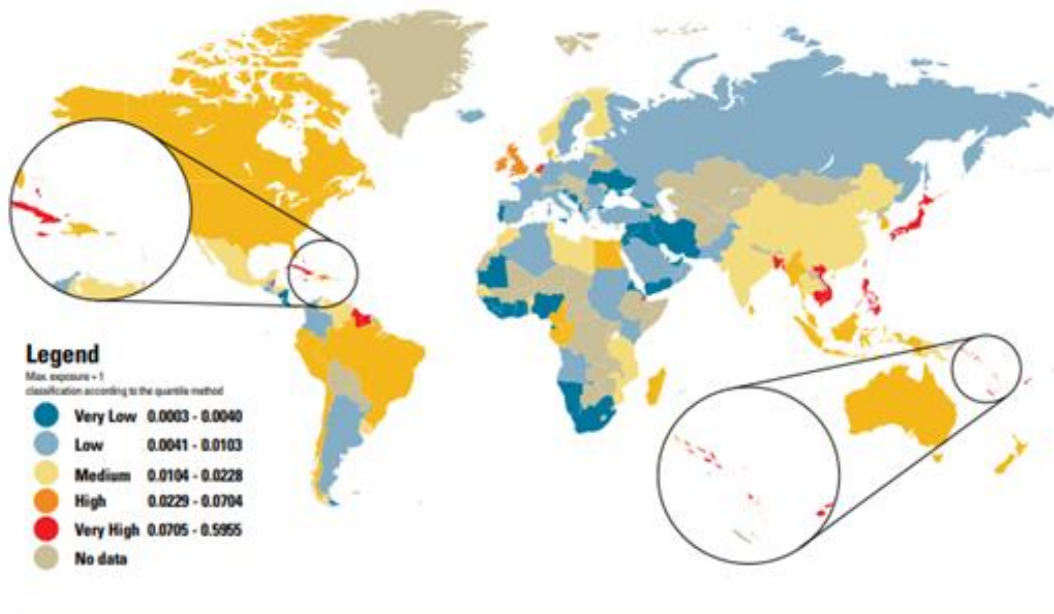 Legend
Max. exposure = 1
classification according to the quantile method
Very Low 0.0003 - 0.0040
Low 0.0041 - 0.0103
Medium 0.0104 - 0.0228
High 0.0229 - 0.0704
Very High 0.0705 - 0.5955
No data